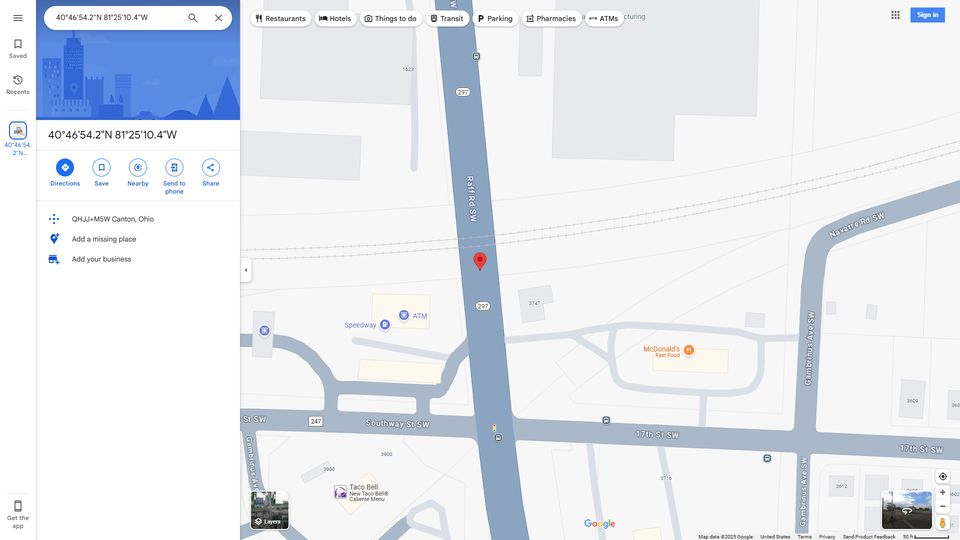 40°46'54.2"N 81°25'10.4"W
Restaurants
Hotels
Things to do
Transit
Parking
Pharmacies
ATMs
Sign in
Saved
Recents
40°46'54.
2"N...
40°46'54.2"N 81°25'10.4"W
Directions
Save
Nearby
Send to
phone
Share
QHJJ+M5W Canton, Ohio
Add a missing place
Add your business
Get the
app
1623
297
Raff Rd SW
Navarre Rd SW
297
3747
ATM
Speedway
McDonald's
Fast Food
Gambrinus Ave SW
3609
St SW
247
Southway St SW
17th St SW
17th St SW
3900
3900
3716
3612
Taco Bell
New Taco Bell®
Caliente Menu
Gambrinus Ave SW
Layers
Google
Map data ©2025 Google
United States
Terms
Privacy
Send Product Feedback
50 ft